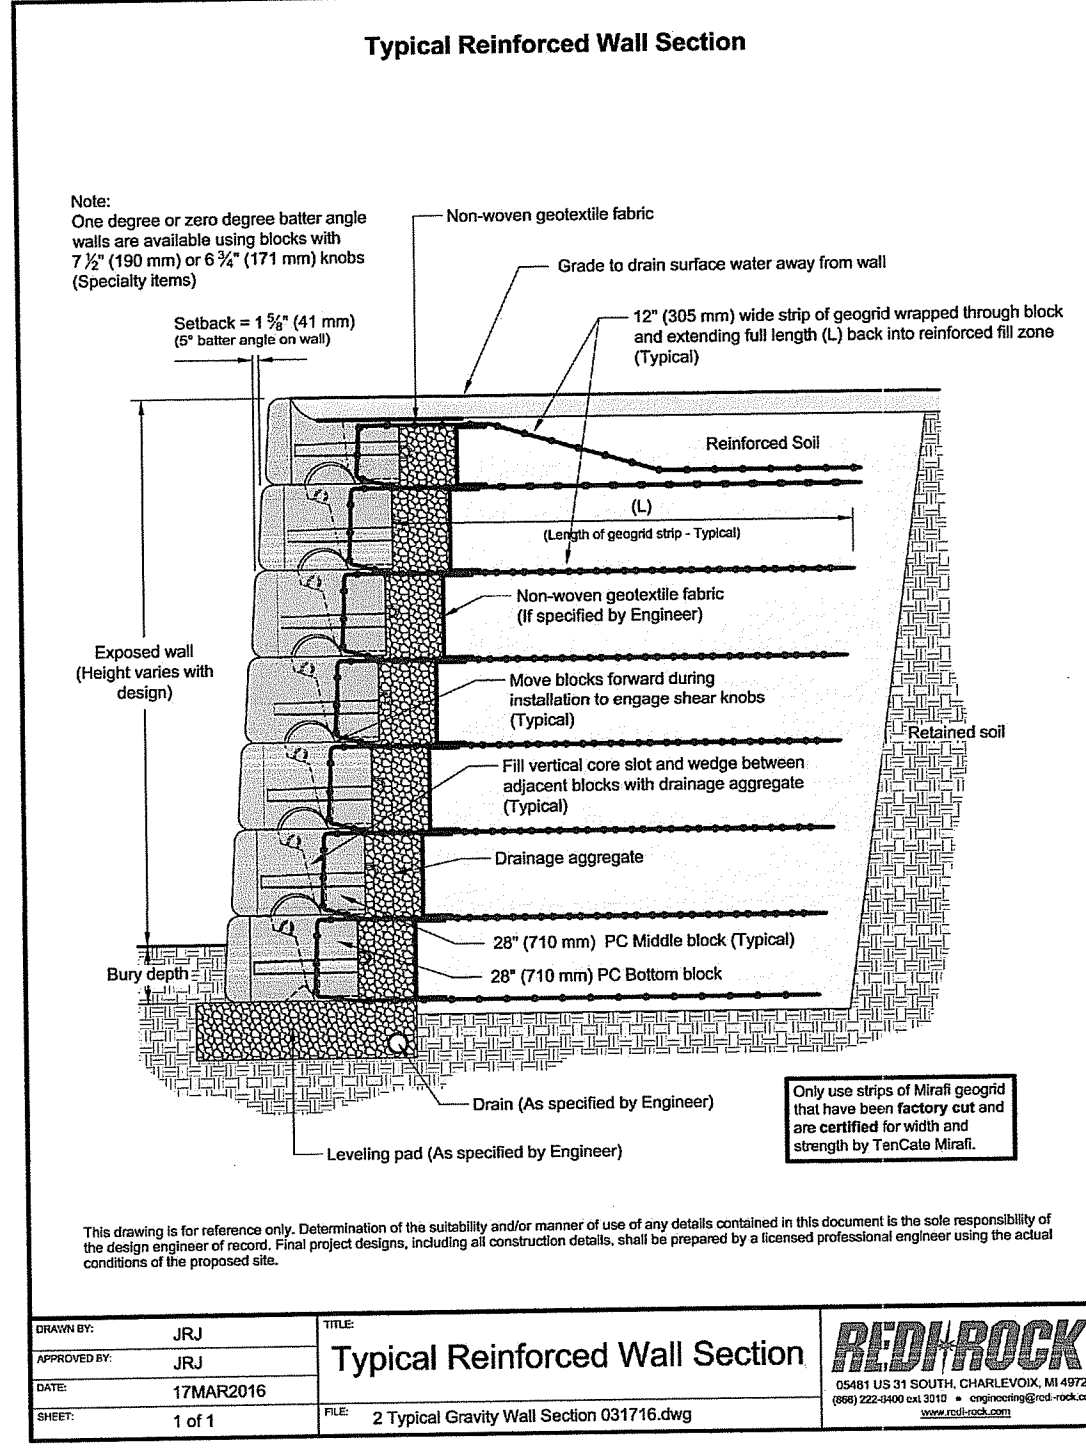 Typical Reinforced Wall Section
Note:
One degree or zero degree batter angle
walls are available using blocks with
7 ½" (190 mm) or 6 ¾" (171 mm) knobs
(Specialty items)
Non-woven geotextile fabric
Grade to drain surface water away from wall
Setback = 1 ⅝" (41 mm)
(5° batter angle on wall)
12" (305 mm) wide strip of geogrid wrapped through block
and extending full length (L) back into reinforced fill zone
(Typical)
Reinforced Soil
(L)
(Length of geogrid strip - Typical)
Non-woven geotextile fabric
(If specified by Engineer)
Exposed wall
(Height varies with
design)
Move blocks forward during
installation to engage shear knobs
(Typical)
Retained soil
Fill vertical core slot and wedge between
adjacent blocks with drainage aggregate
(Typical)
Drainage aggregate
28" (710 mm) PC Middle block (Typical)
Bury depth
28" (710 mm) PC Bottom block
Drain (As specified by Engineer)
Leveling pad (As specified by Engineer)
Only use strips of Mirafi geogrid
that have been factory cut and
are certified for width and
strength by TenCate Mirafi.
This drawing is for reference only. Determination of the suitability and/or manner of use of any details contained in this document is the sole responsibility of
the design engineer of record. Final project designs, including all construction details, shall be prepared by a licensed professional engineer using the actual
conditions of the proposed site.
DRAWN BY: JRJ
APPROVED BY: JRJ
DATE: 17MAR2016
SHEET: 1 of 1
TITLE:
Typical Reinforced Wall Section
FILE: 2 Typical Gravity Wall Section 031716.dwg
REDI-ROCK
05481 US 31 SOUTH, CHARLEVOIX, MI 4972
(866) 222-8400 ext 3010 • engineering@redi-rock.co
www.redi-rock.com